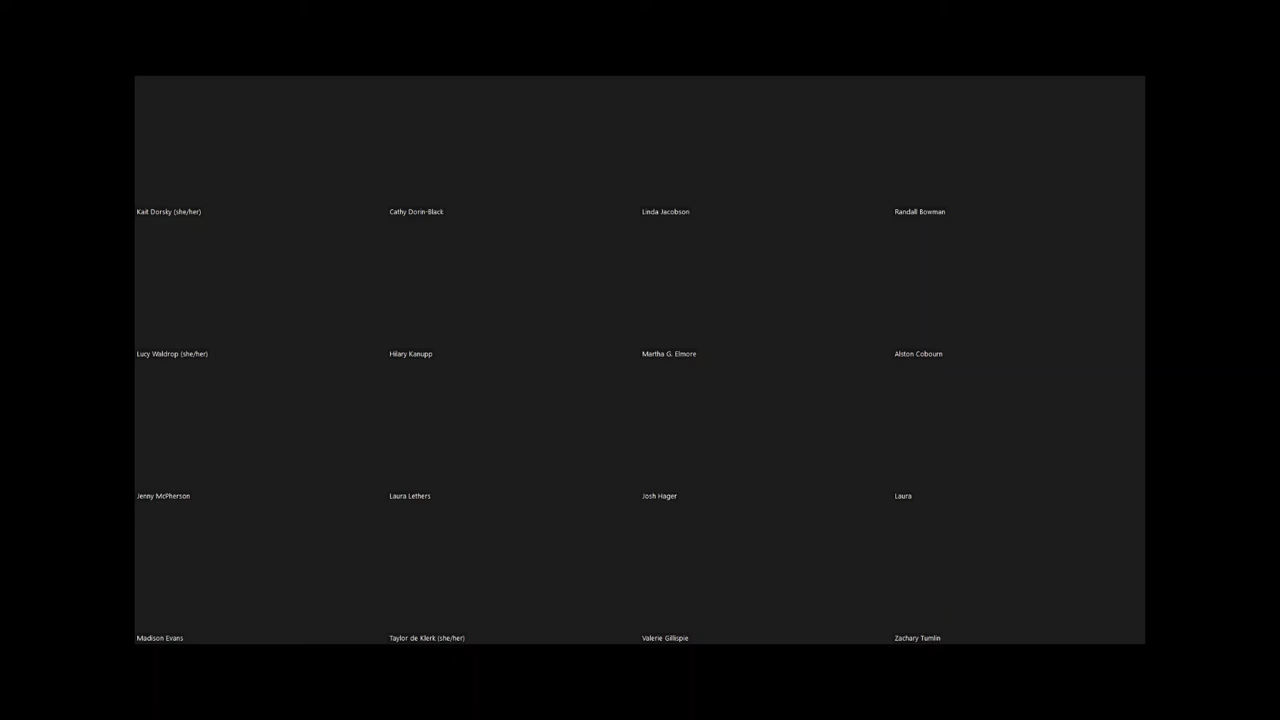 Kait Dorsky (she/her)
Cathy Dorin-Black
Linda Jacobson
Randall Bowman
Lucy Waldrop (she/her)
Hilary Kanupp
Martha G. Elmore
Alston Cobourn
Jenny McPherson
Laura Lethers
Josh Hager
Laura
Madison Evans
Taylor de Klerk (she/her)
Valerie Gillispie
Zachary Tumlin